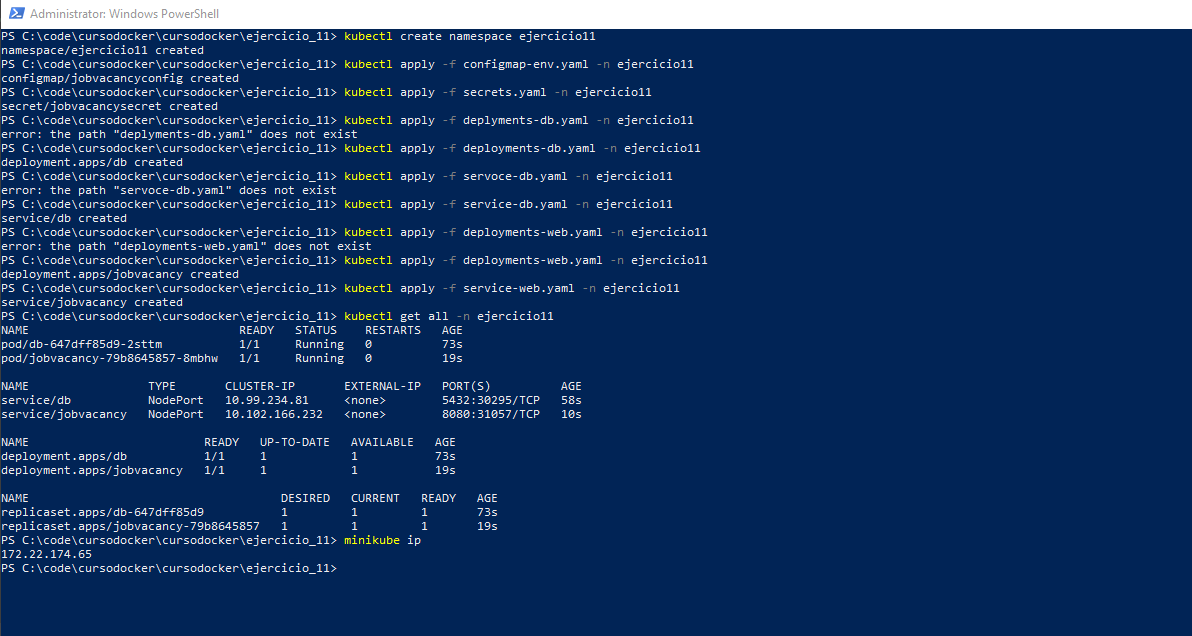 Administrator: Windows PowerShell
PS C:\code\cursodocker\cursodocker\ejercicio_11> kubectl create namespace ejercicio11
namespace/ejercicio11 created
PS C:\code\cursodocker\cursodocker\ejercicio_11> kubectl apply -f configmap-env.yaml -n ejercicio11
configmap/jobvacancyconfig created
PS C:\code\cursodocker\cursodocker\ejercicio_11> kubectl apply -f secrets.yaml -n ejercicio11
secret/jobvacancysecret created
PS C:\code\cursodocker\cursodocker\ejercicio_11> kubectl apply -f deplyments-db.yaml -n ejercicio11
error: the path "deplyments-db.yaml" does not exist
PS C:\code\cursodocker\cursodocker\ejercicio_11> kubectl apply -f deployments-db.yaml -n ejercicio11
deployment.apps/db created
PS C:\code\cursodocker\cursodocker\ejercicio_11> kubectl apply -f servoce-db.yaml -n ejercicio11
error: the path "servoce-db.yaml" does not exist
PS C:\code\cursodocker\cursodocker\ejercicio_11> kubectl apply -f service-db.yaml -n ejercicio11
service/db created
PS C:\code\cursodocker\cursodocker\ejercicio_11> kubectl apply -f deployments-web.yaml -n ejercicio11
error: the path "deployments-web.yaml" does not exist
PS C:\code\cursodocker\cursodocker\ejercicio_11> kubectl apply -f deployments-web.yaml -n ejercicio11
deployment.apps/jobvacancy created
PS C:\code\cursodocker\cursodocker\ejercicio_11> kubectl apply -f service-web.yaml -n ejercicio11
service/jobvacancy created
PS C:\code\cursodocker\cursodocker\ejercicio_11> kubectl get all -n ejercicio11
NAME READY STATUS RESTARTS AGE
pod/db-647dff85d9-2sttm 1/1 Running 0 73s
pod/jobvacancy-79b8645857-8mbhw 1/1 Running 0 19s
NAME TYPE CLUSTER-IP EXTERNAL-IP PORT(S) AGE
service/db NodePort 10.99.234.81 <none> 5432:30295/TCP 58s
service/jobvacancy NodePort 10.102.166.232 <none> 8080:31057/TCP 10s
NAME READY UP-TO-DATE AVAILABLE AGE
deployment.apps/db 1/1 1 1 73s
deployment.apps/jobvacancy 1/1 1 1 19s
NAME DESIRED CURRENT READY AGE
replicaset.apps/db-647dff85d9 1 1 1 73s
replicaset.apps/jobvacancy-79b8645857 1 1 1 19s
PS C:\code\cursodocker\cursodocker\ejercicio_11> minikube ip
172.22.174.65
PS C:\code\cursodocker\cursodocker\ejercicio_11>